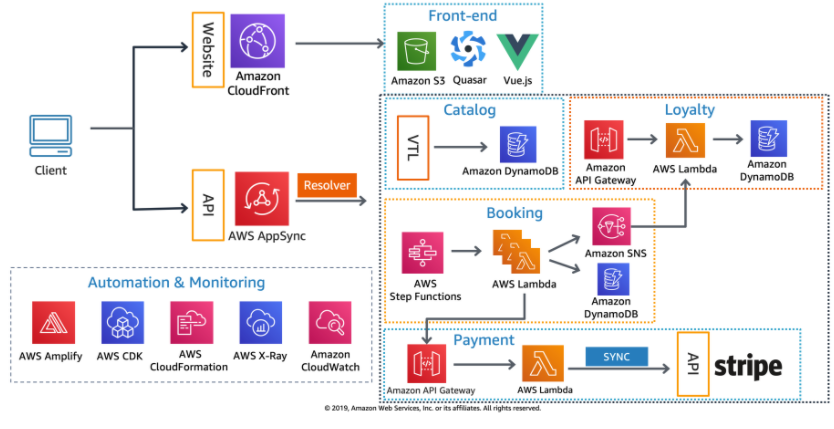 Front-end
Website
Amazon
CloudFront
Amazon S3
Quasar
Vue.js
Client
Catalog
VTL
Amazon DynamoDB
Loyalty
Amazon
API Gateway
AWS Lambda
Amazon
DynamoDB
API
AWS AppSync
Resolver
Booking
AWS
Step Functions
AWS Lambda
Amazon SNS
Amazon
DynamoDB
Automation & Monitoring
AWS Amplify
AWS CDK
AWS
CloudFormation
AWS X-Ray
Amazon
CloudWatch
Payment
Amazon API Gateway
AWS Lambda
SYNC
API
stripe
© 2019, Amazon Web Services, Inc. or its affiliates. All rights reserved.